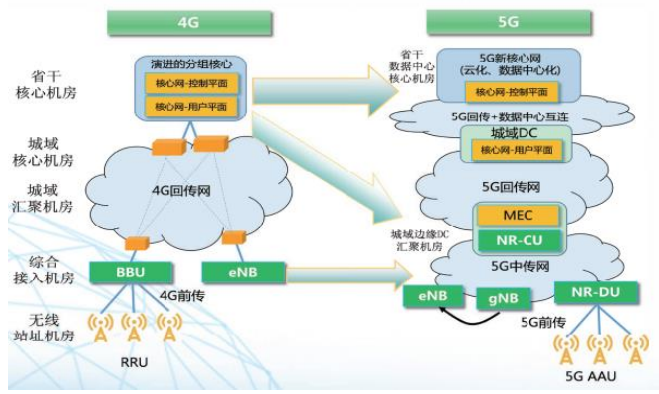 4G
5G
省干
核心机房
城域
核心机房
城域
汇聚机房
综合
接入机房
无线
站址机房
演进的分组核心
核心网-控制平面
核心网-用户平面
4G回传网
BBU
eNB
4G前传
RRU
省干
数据中心
核心机房
5G新核心网
(云化、数据中心化)
核心网-控制平面
5G回传+数据中心互连
城域DC
核心网-用户平面
5G回传网
城域边缘DC
汇聚机房
MEC
NR-CU
5G中传网
eNB
gNB
NR-DU
5G前传
5G AAU